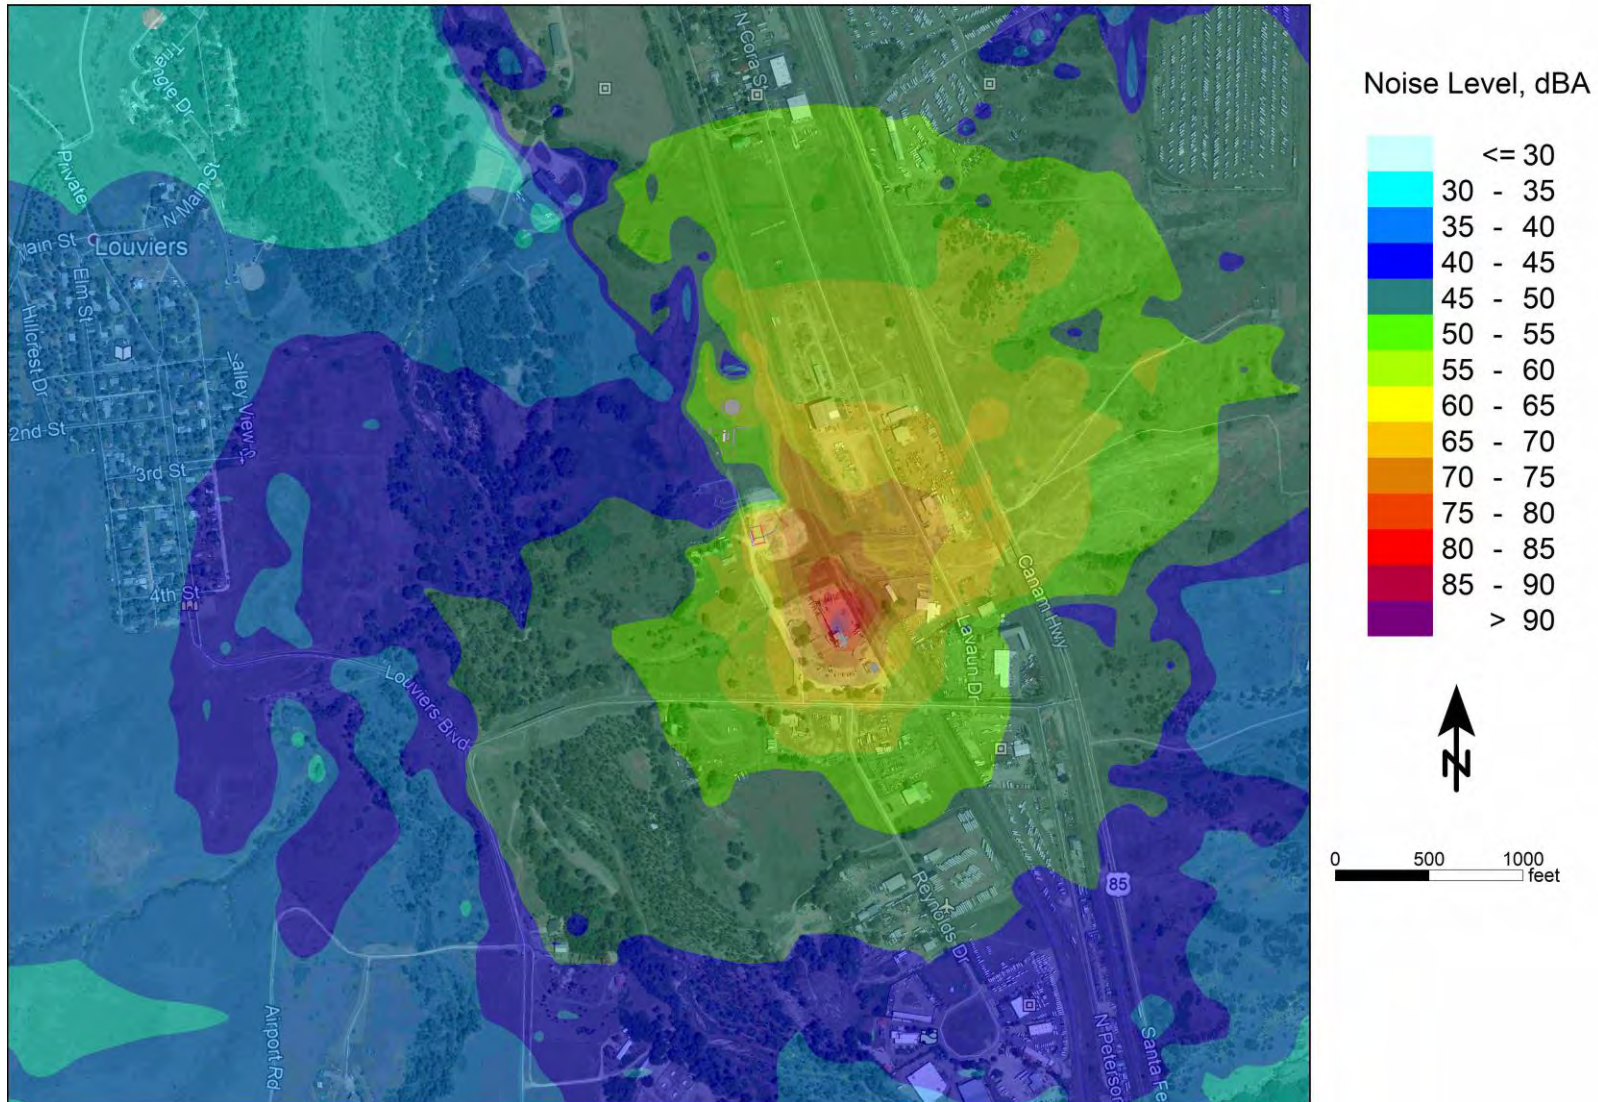 Triangle Dr
N Cora St
Private
N Main St
ain St
Louviers
Elm St
Hillcrest Dr
Valley View S
2nd St
3rd St
4th St
Louviers Blvd
Canam Hwy
Lavaun Dr
85
Reynolds Dr
Airport Rd
N Peterson
Santa Fe
Noise Level, dBA
<= 30
30 - 35
35 - 40
40 - 45
45 - 50
50 - 55
55 - 60
60 - 65
65 - 70
70 - 75
75 - 80
80 - 85
85 - 90
> 90
N
0 500 1000
feet